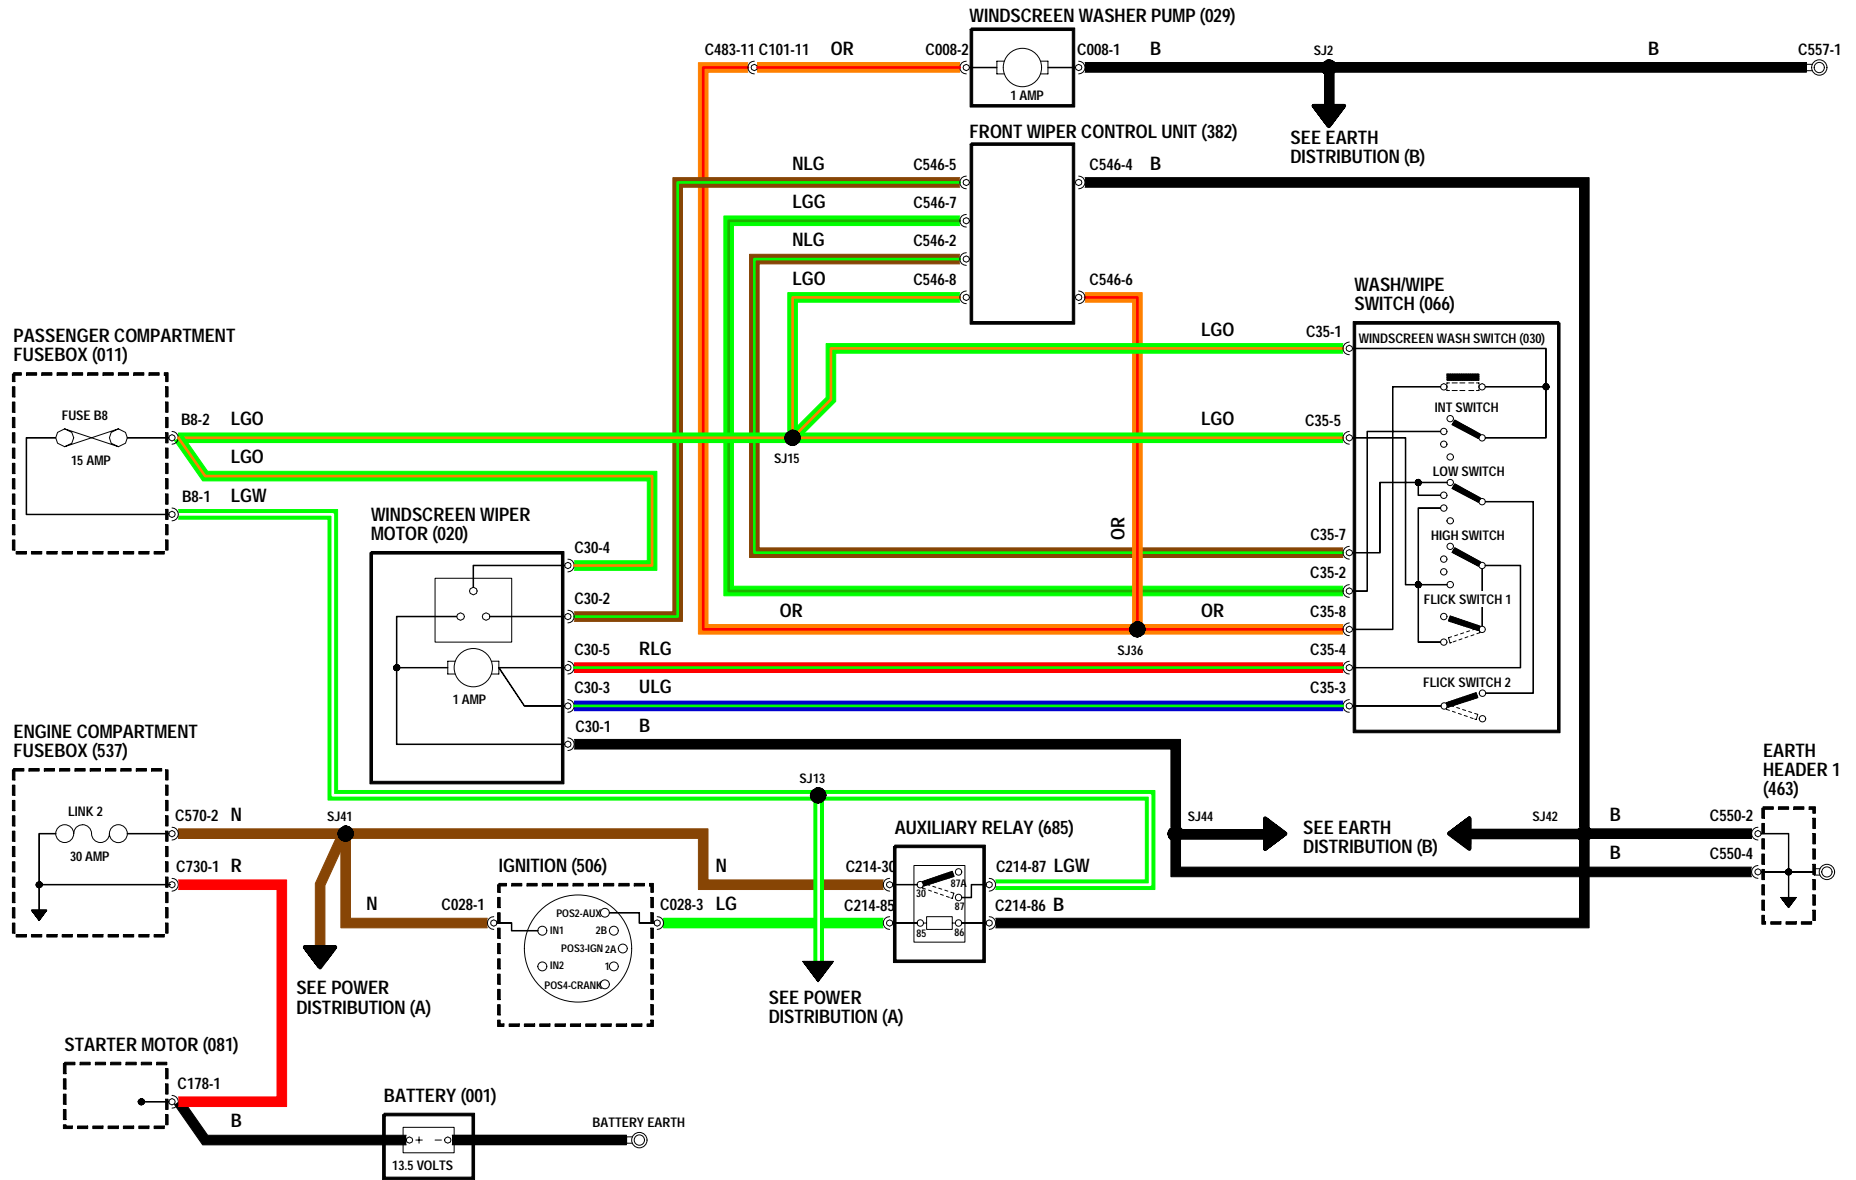 WINDSCREEN WASHER PUMP (029)
C483-11 C101-11 OR C008-2 C008-1 B SJ2 B C557-1
1 AMP
FRONT WIPER CONTROL UNIT (382)
SEE EARTH
DISTRIBUTION (B)
NLG C546-5 C546-4 B
LGG C546-7
NLG C546-2
LGO C546-8 C546-6
WASH/WIPE
SWITCH (066)
LGO C35-1
WINDSCREEN WASH SWITCH (030)
INT SWITCH
LGO C35-5
LOW SWITCH
HIGH SWITCH
OR
C35-7
C35-2
FLICK SWITCH 1
OR OR C35-8
SJ36
C35-4
FLICK SWITCH 2
C35-3
PASSENGER COMPARTMENT
FUSEBOX (011)
FUSE B8
15 AMP
B8-2 LGO
LGO
B8-1 LGW
SJ15
WINDSCREEN WIPER
MOTOR (020)
C30-4
C30-2
C30-5 RLG
1 AMP
C30-3 ULG
C30-1 B
ENGINE COMPARTMENT
FUSEBOX (537)
LINK 2
30 AMP
C570-2 N
C730-1 R
SJ41
SJ13
N
N
SEE POWER
DISTRIBUTION (A)
IGNITION (506)
C028-1
POS2-AUX
IN1 2B
POS3-IGN 2A
IN2 1
POS4-CRANK
C028-3 LG
AUXILIARY RELAY (685)
C214-30 C214-87 LGW
30 87A
87
C214-85 C214-86 B
85 86
SEE POWER
DISTRIBUTION (A)
SJ44
SEE EARTH
DISTRIBUTION (B)
SJ42 B C550-2
B C550-4
EARTH
HEADER 1
(463)
STARTER MOTOR (081)
C178-1
B
BATTERY (001)
+ −
13.5 VOLTS
BATTERY EARTH